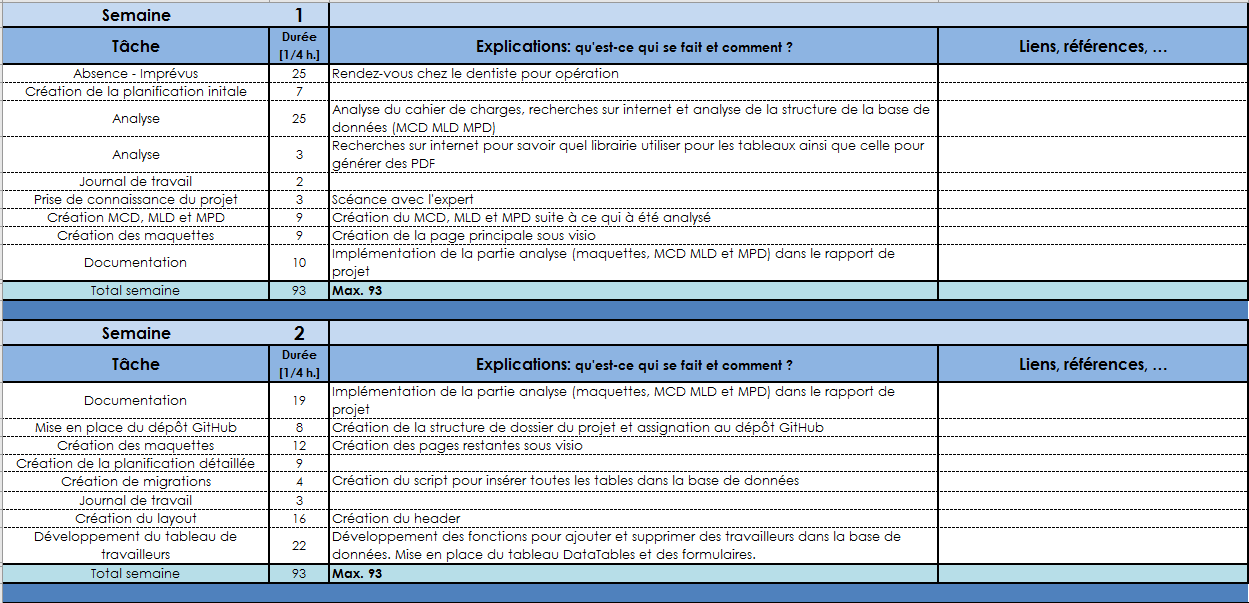 Semaine 1
Tâche Durée [1/4 h.] Explications: qu'est-ce qui se fait et comment ? Liens, références, …
Absence - Imprévus 25 Rendez-vous chez le dentiste pour opération
Création de la planification initale 7
Analyse 25 Analyse du cahier de charges, recherches sur internet et analyse de la structure de la base de
données (MCD MLD MPD)
Analyse 3 Recherches sur internet pour savoir quel librairie utiliser pour les tableaux ainsi que celle pour
générer des PDF
Journal de travail 2
Prise de connaissance du projet 3 Scéance avec l'expert
Création MCD, MLD et MPD 9 Création du MCD, MLD et MPD suite à ce qui à été analysé
Création des maquettes 9 Création de la page principale sous visio
Documentation 10 Implémentation de la partie analyse (maquettes, MCD MLD et MPD) dans le rapport de
projet
Total semaine 93 Max. 93
Semaine 2
Tâche Durée [1/4 h.] Explications: qu'est-ce qui se fait et comment ? Liens, références, …
Documentation 19 Implémentation de la partie analyse (maquettes, MCD MLD et MPD) dans le rapport de
projet
Mise en place du dépôt GitHub 8 Création de la structure de dossier du projet et assignation au dépôt GitHub
Création des maquettes 12 Création des pages restantes sous visio
Création de la planification détaillée 9
Création de migrations 4 Création du script pour insérer toutes les tables dans la base de données
Journal de travail 3
Création du layout 16 Création du header
Développement du tableau de
travailleurs 22 Développement des fonctions pour ajouter et supprimer des travailleurs dans la base de
données. Mise en place du tableau DataTables et des formulaires.
Total semaine 93 Max. 93